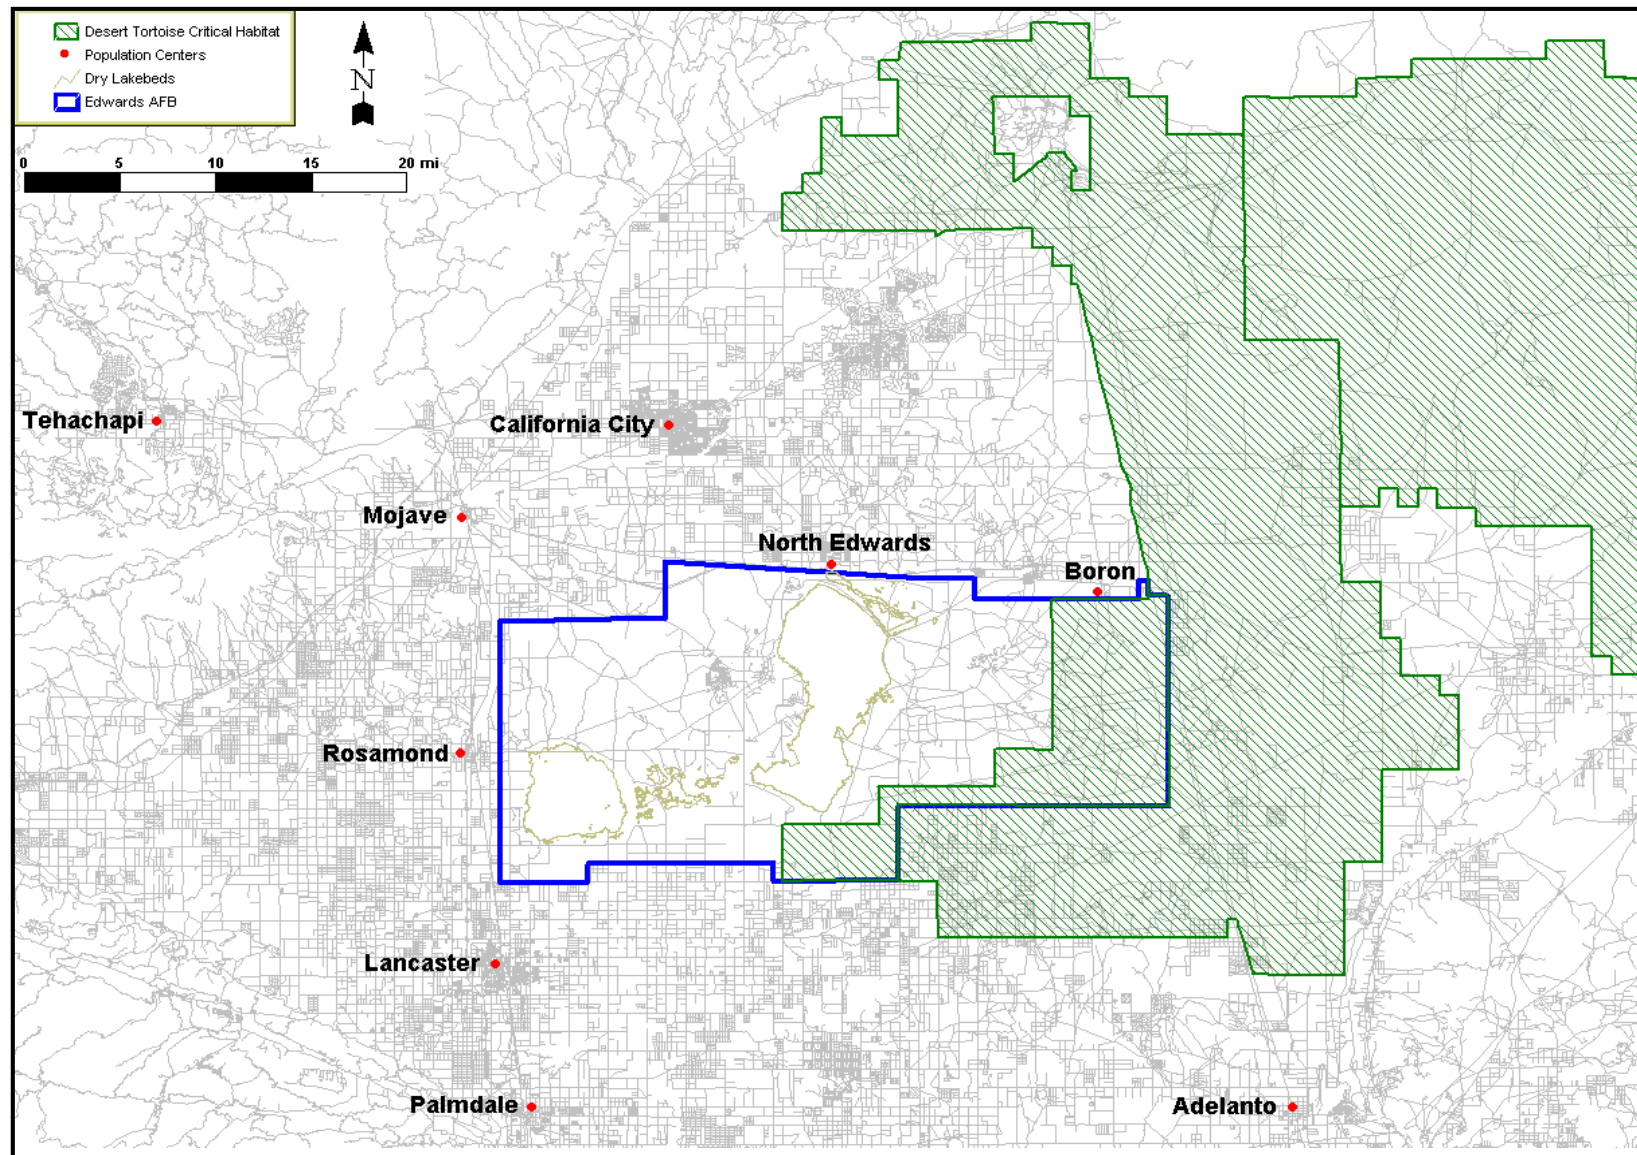 Desert Tortoise Critical Habitat
Population Centers
Dry Lakebeds
Edwards AFB
N
0 5 10 15 20 mi
Tehachapi
California City
Mojave
North Edwards
Boron
Rosamond
Lancaster
Palmdale
Adelanto